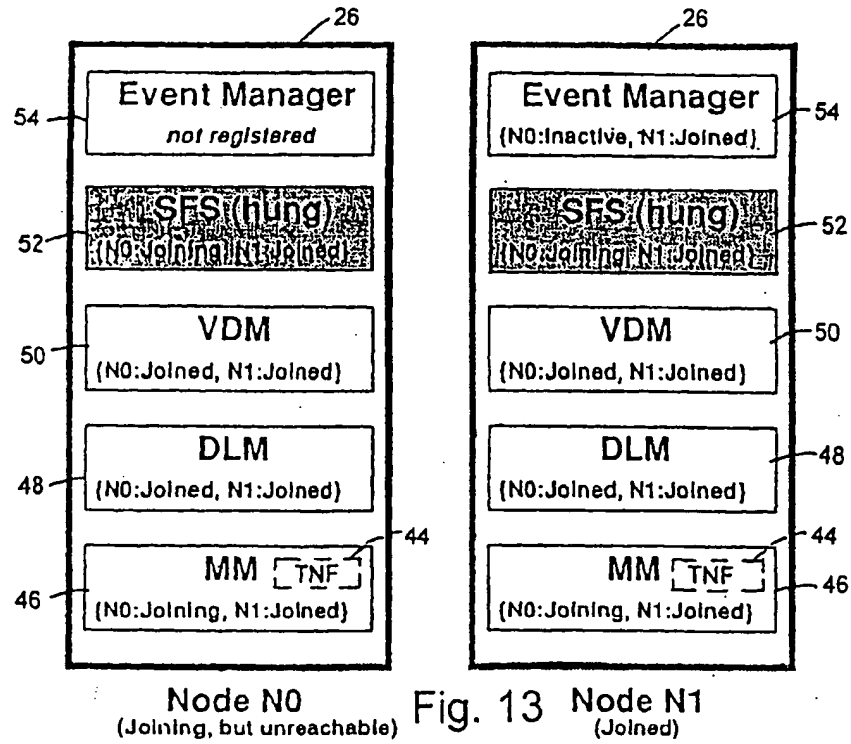 26
Event Manager
not registered
54
SFS (hung)
{N0:Joining, N1:Joined}
52
VDM
{N0:Joined, N1:Joined}
50
DLM
{N0:Joined, N1:Joined}
48
44
MM
TNF
{N0:Joining, N1:Joined}
46
Node N0
(Joining, but unreachable)
26
Event Manager
{N0:Inactive, N1:Joined}
54
SFS (hung)
{N0:Joining, N1:Joined}
52
VDM
{N0:Joined, N1:Joined}
50
DLM
{N0:Joined, N1:Joined}
48
44
MM
TNF
{N0:Joining, N1:Joined}
46
Node N1
(Joined)
Fig. 13